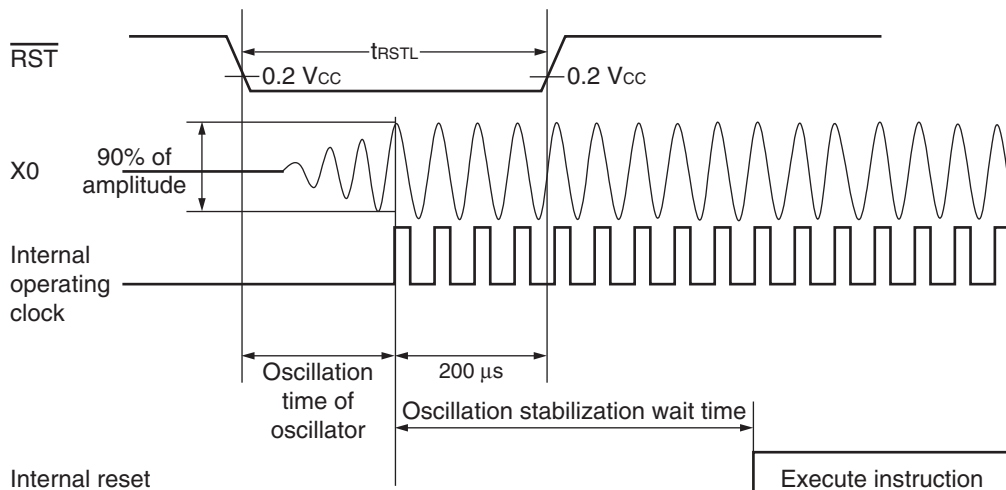 RST
tRSTL
0.2 VCC
0.2 VCC
X0
90% of
amplitude
Internal
operating
clock
Oscillation
time of
oscillator
200 μs
Oscillation stabilization wait time
Internal reset
Execute instruction